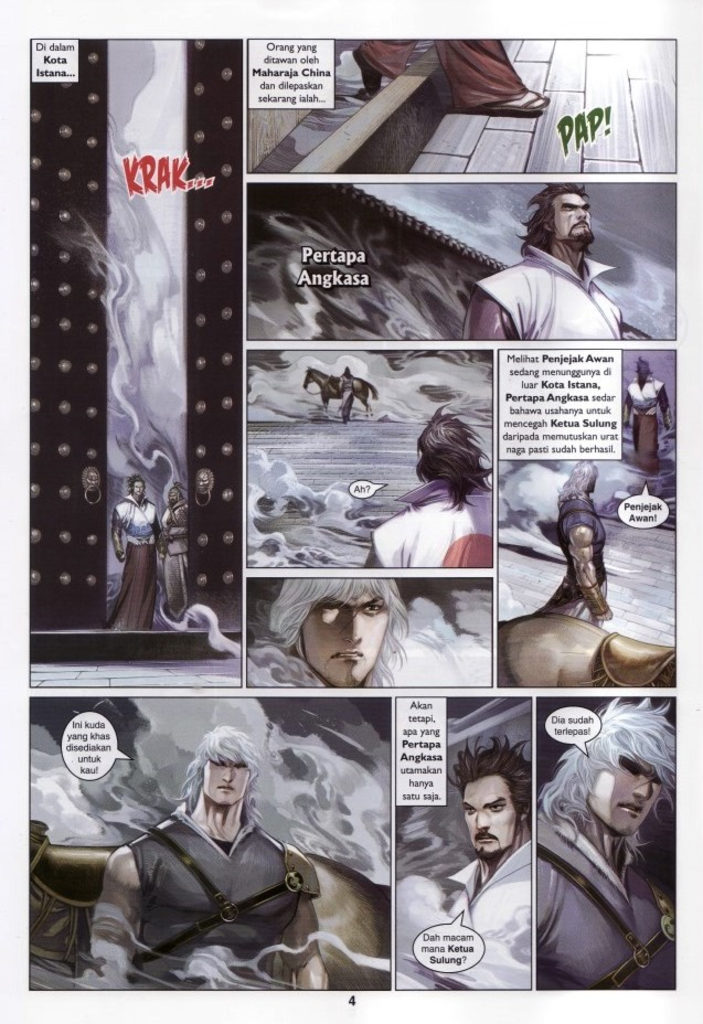 Di dalam
Kota
Istana...
KRAK...
Orang yang
ditawan oleh
Maharaja China
dan dilepaskan
sekarang ialah...
PAP!
Pertapa
Angkasa
Ah?
Melihat Penjejak Awan
sedang menunggunya di
luar Kota Istana,
Pertapa Angkasa sedar
bahawa usahanya untuk
mencegah Ketua Sulung
daripada memutuskan urat
naga pasti sudah berhasil.
Penjejak
Awan!
Ini kuda
yang khas
disediakan
untuk
kau!
Akan
tetapi,
apa yang
Pertapa
Angkasa
utamakan
hanya
satu saja.
Dah macam
mana Ketua
Sulung?
Dia sudah
terlepas!
4